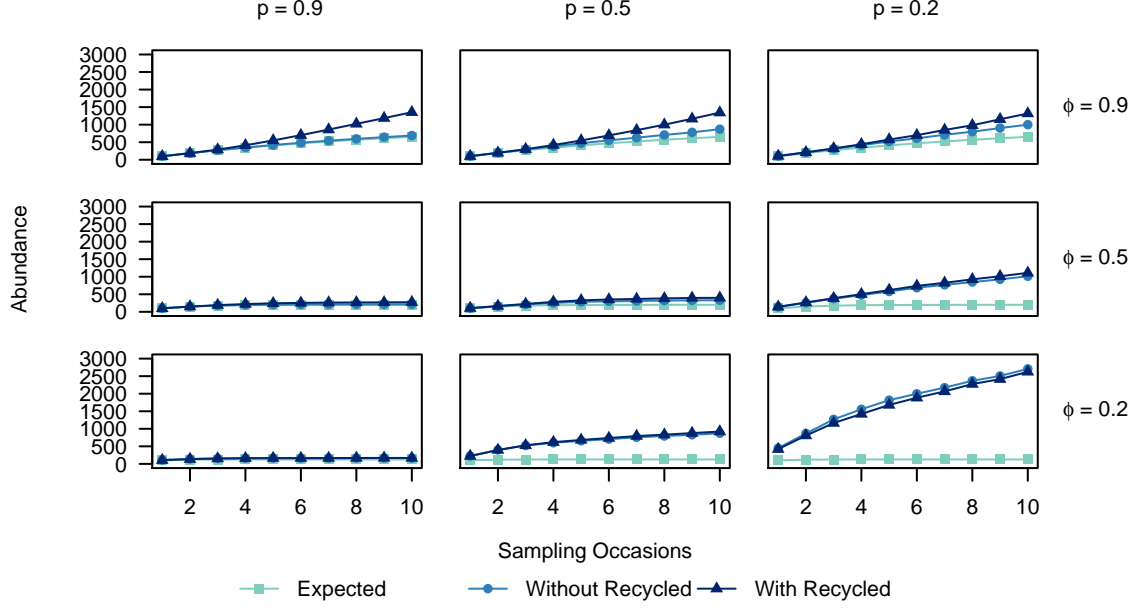 p = 0.9 p = 0.5 p = 0.2
3000
2500
2000
1500
1000
500
0
ϕ = 0.9
3000
2500
2000
1500
1000
500
0
ϕ = 0.5
Abundance
3000
2500
2000
1500
1000
500
0
ϕ = 0.2
2 4 6 8 10 2 4 6 8 10 2 4 6 8 10
Sampling Occasions
Expected Without Recycled With Recycled